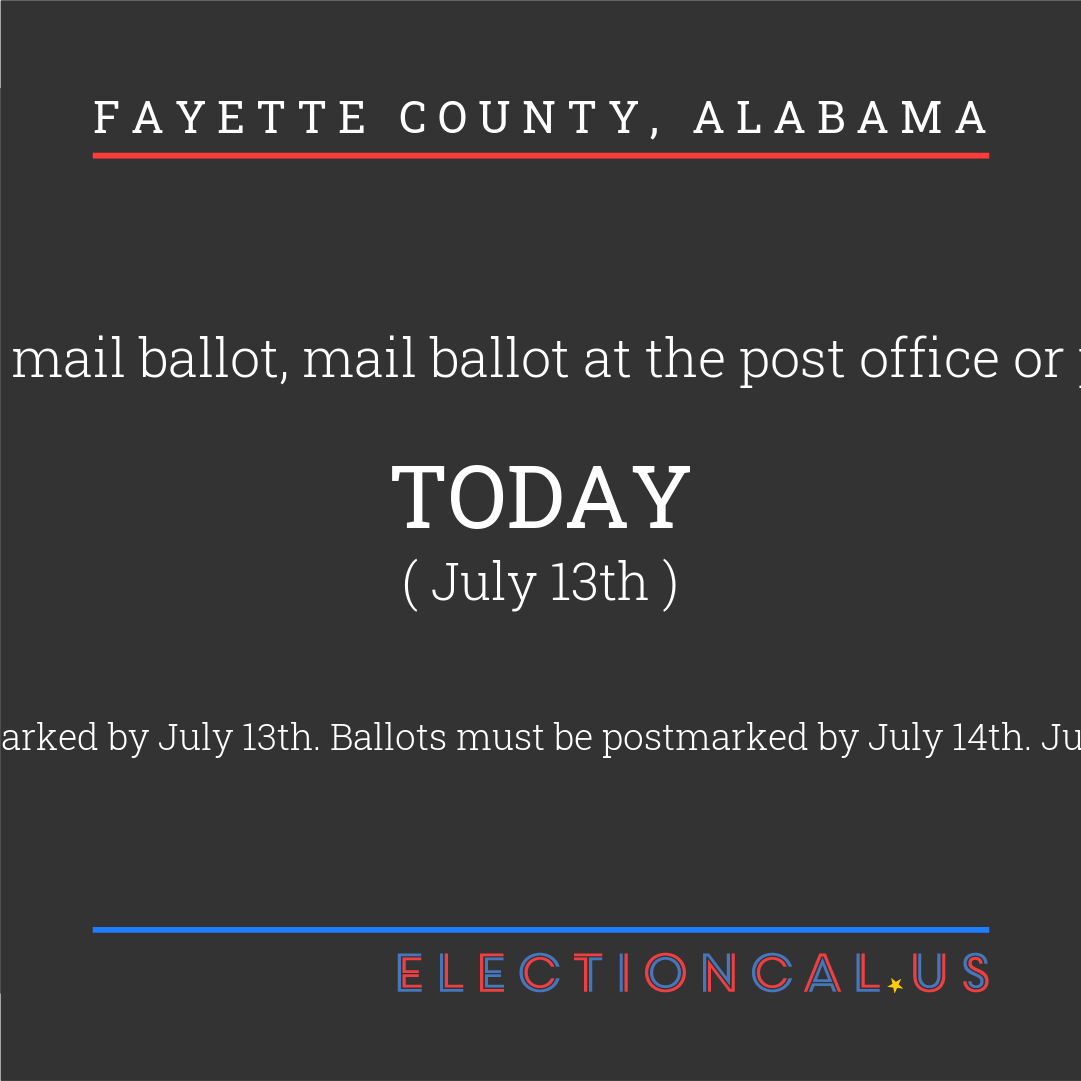 FAYETTE COUNTY, ALABAMA
mail ballot, mail ballot at the post office or
TODAY
( July 13th )
arked by July 13th. Ballots must be postmarked by July 14th. Ju
ELECTIONCAL.US